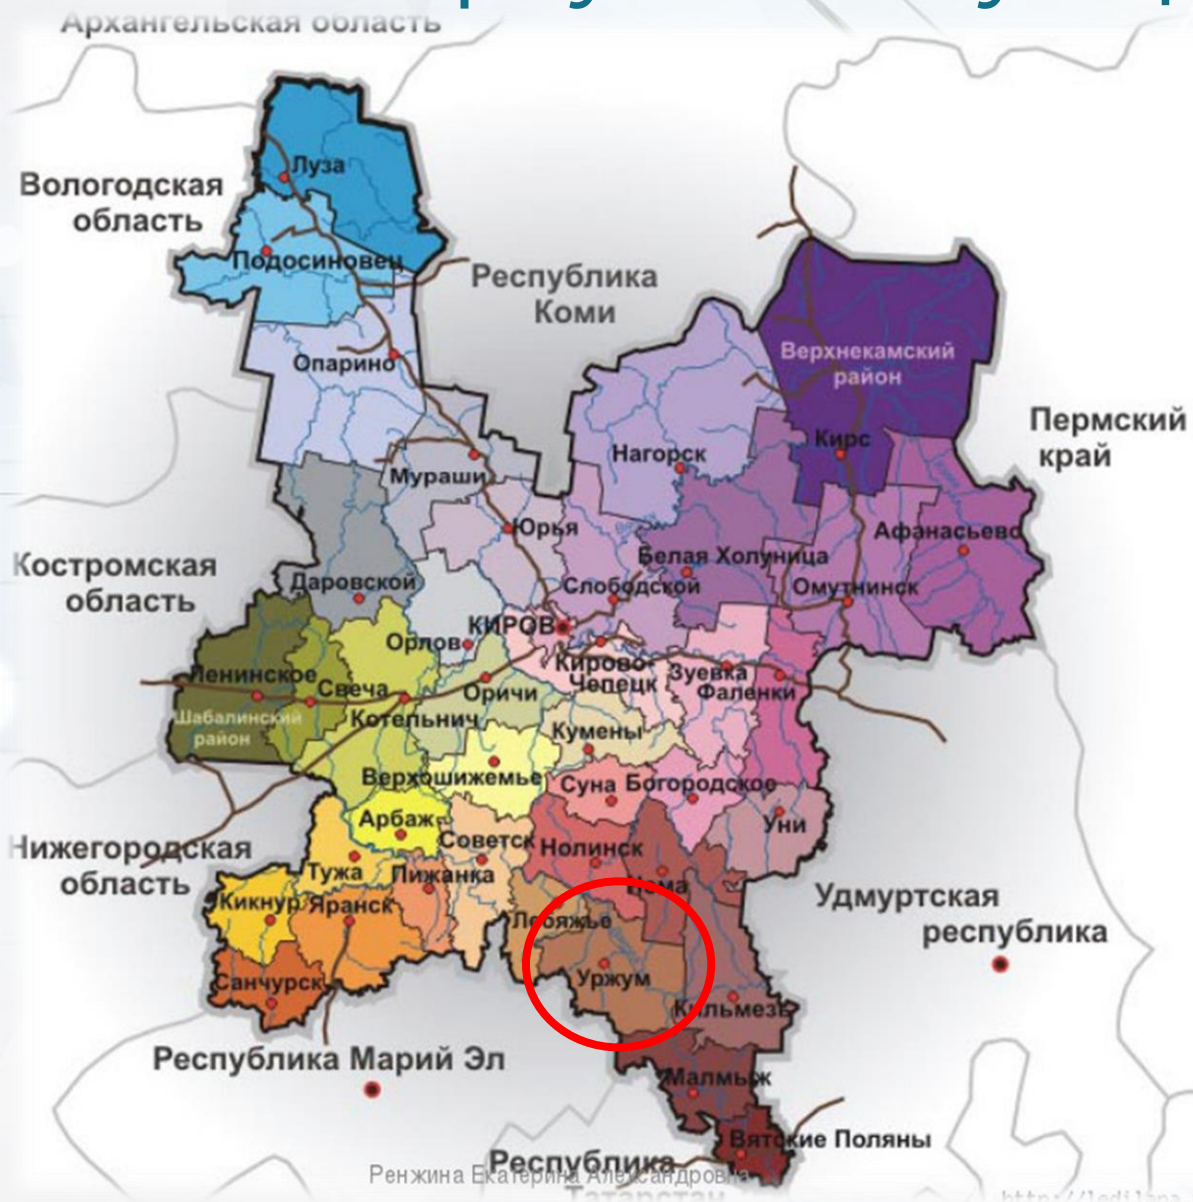 Архангельская область
Луза
Вологодская
область
Подосиновец
Республика
Коми
Опарино
Верхнекамский
район
Пермский
край
Кирс
Нагорск
Мураши
Юрья
Афанасьево
Белая Холуница
Костромская
область
Даровской
Слободской
Омутнинск
КИРОВ
Орлов
Кирово-
Чепецк
Зуевка
Фаленки
Ленинское
Свеча
Оричи
Шабалинский
район
Котельнич
Кумены
Верхошижемье
Суна
Богородское
Арбаж
Уни
Советск
Нолинск
Нижегородская
область
Тужа
Пижанка
Нема
Кикнур
Яранск
Лебяжье
Удмуртская
республика
Санчурск
Уржум
Кильмезь
Республика Марий Эл
Малмыж
Вятские Поляны
Республика
Татарстан
Ренжина Екатерина Александровна